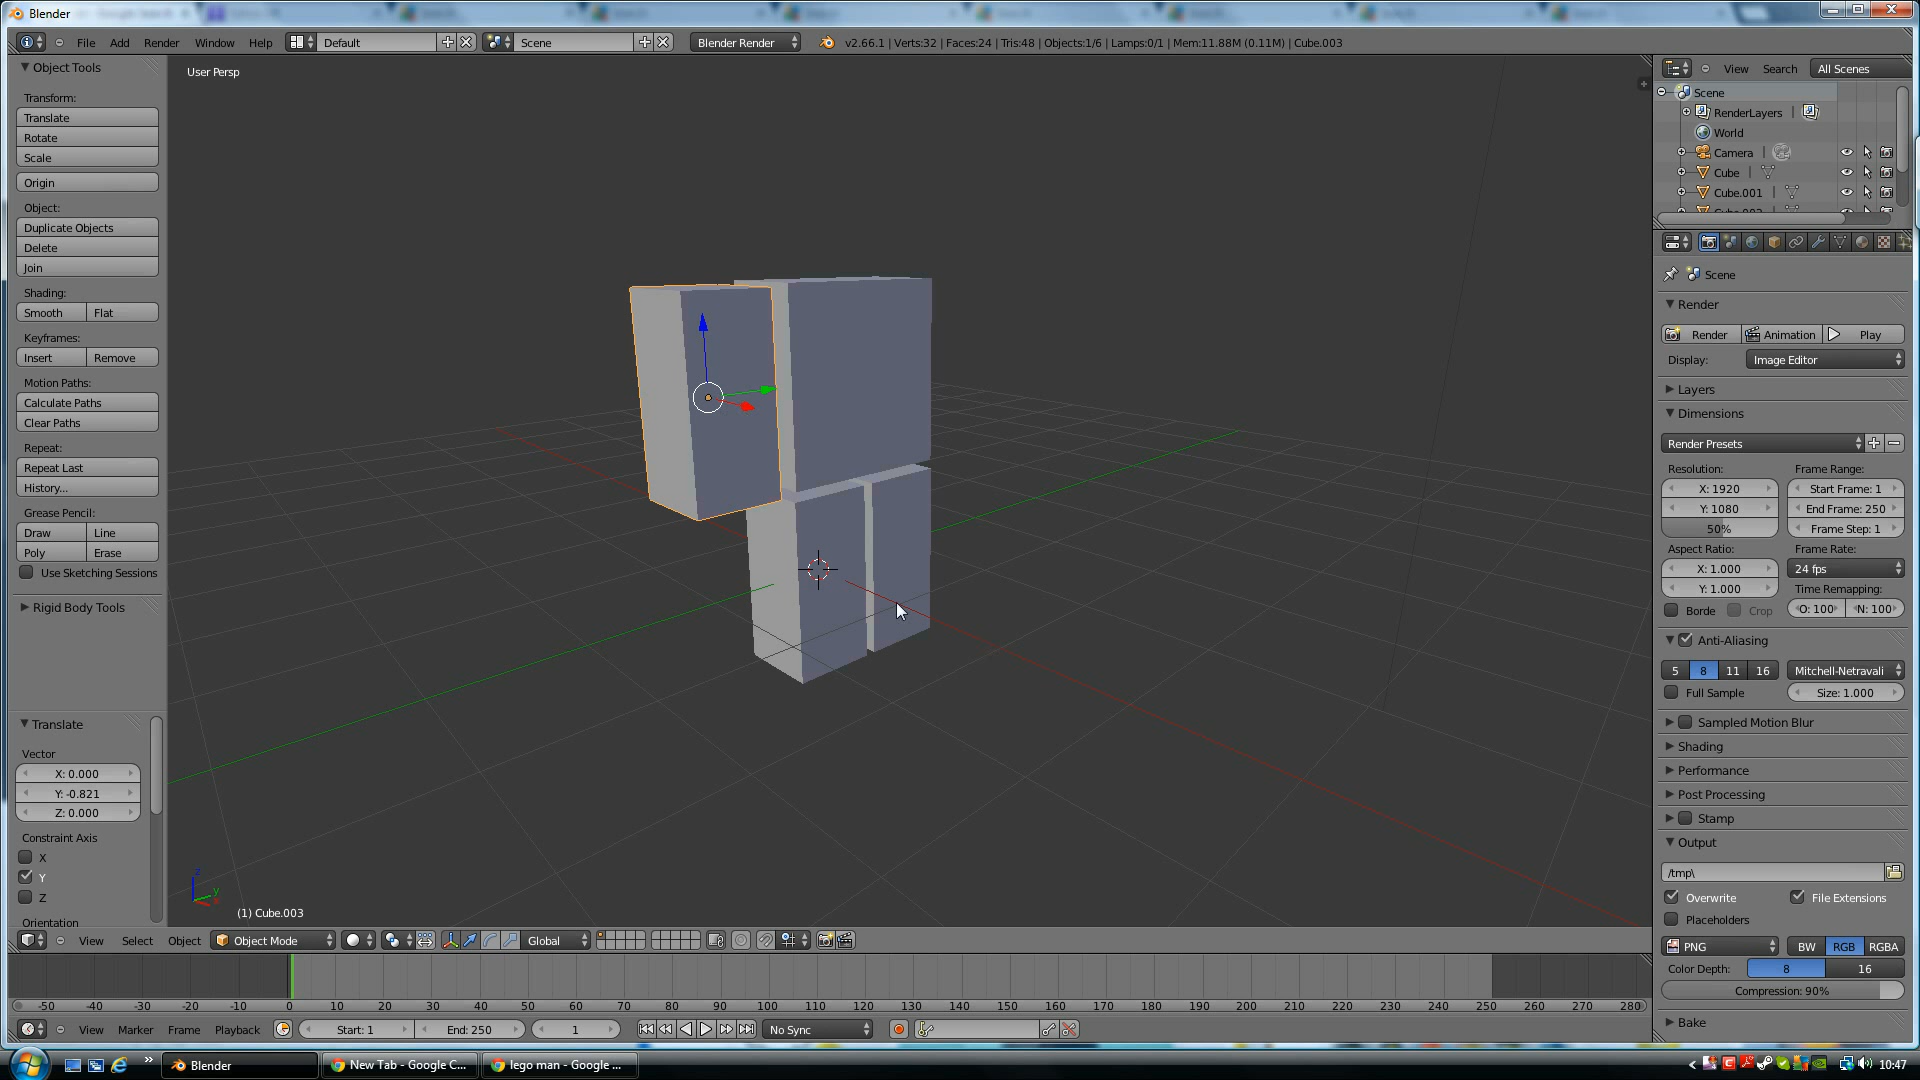 Blender
File Add Render Window Help Default Scene Blender Render v2.66.1 | Verts:32 | Faces:24 | Tris:48 | Objects:1/6 | Lamps:0/1 | Mem:11.88M (0.11M) | Cube.003
Object Tools
Transform:
Translate
Rotate
Scale
Origin
Object:
Duplicate Objects
Delete
Join
Shading:
Smooth Flat
Keyframes:
Insert Remove
Motion Paths:
Calculate Paths
Clear Paths
Repeat:
Repeat Last
History...
Grease Pencil:
Draw Line
Poly Erase
Use Sketching Sessions
Rigid Body Tools
Translate
Vector
X: 0.000
Y: -0.821
Z: 0.000
Constraint Axis
X
Y
Z
Orientation
User Persp
(1) Cube.003
View Search All Scenes
Scene
RenderLayers
World
Camera
Cube
Cube.001
Scene
Render
Render Animation Play
Display: Image Editor
Layers
Dimensions
Render Presets
Resolution: Frame Range:
X: 1920 Start Frame: 1
Y: 1080 End Frame: 250
50% Frame Step: 1
Aspect Ratio: Frame Rate:
X: 1.000 24 fps
Y: 1.000 Time Remapping:
Borde Crop O: 100 N: 100
Anti-Aliasing
5 8 11 16 Mitchell-Netravali
Full Sample Size: 1.000
Sampled Motion Blur
Shading
Performance
Post Processing
Stamp
Output
/tmp\
Overwrite File Extensions
Placeholders
PNG BW RGB RGBA
Color Depth: 8 16
Compression: 90%
Bake
View Select Object Object Mode Global
-50 -40 -30 -20 -10 0 10 20 30 40 50 60 70 80 90 100 110 120 130 140 150 160 170 180 190 200 210 220 230 240 250 260 270 280
View Marker Frame Playback Start: 1 End: 250 1 No Sync
Blender New Tab - Google C... lego man - Google ... 10:47